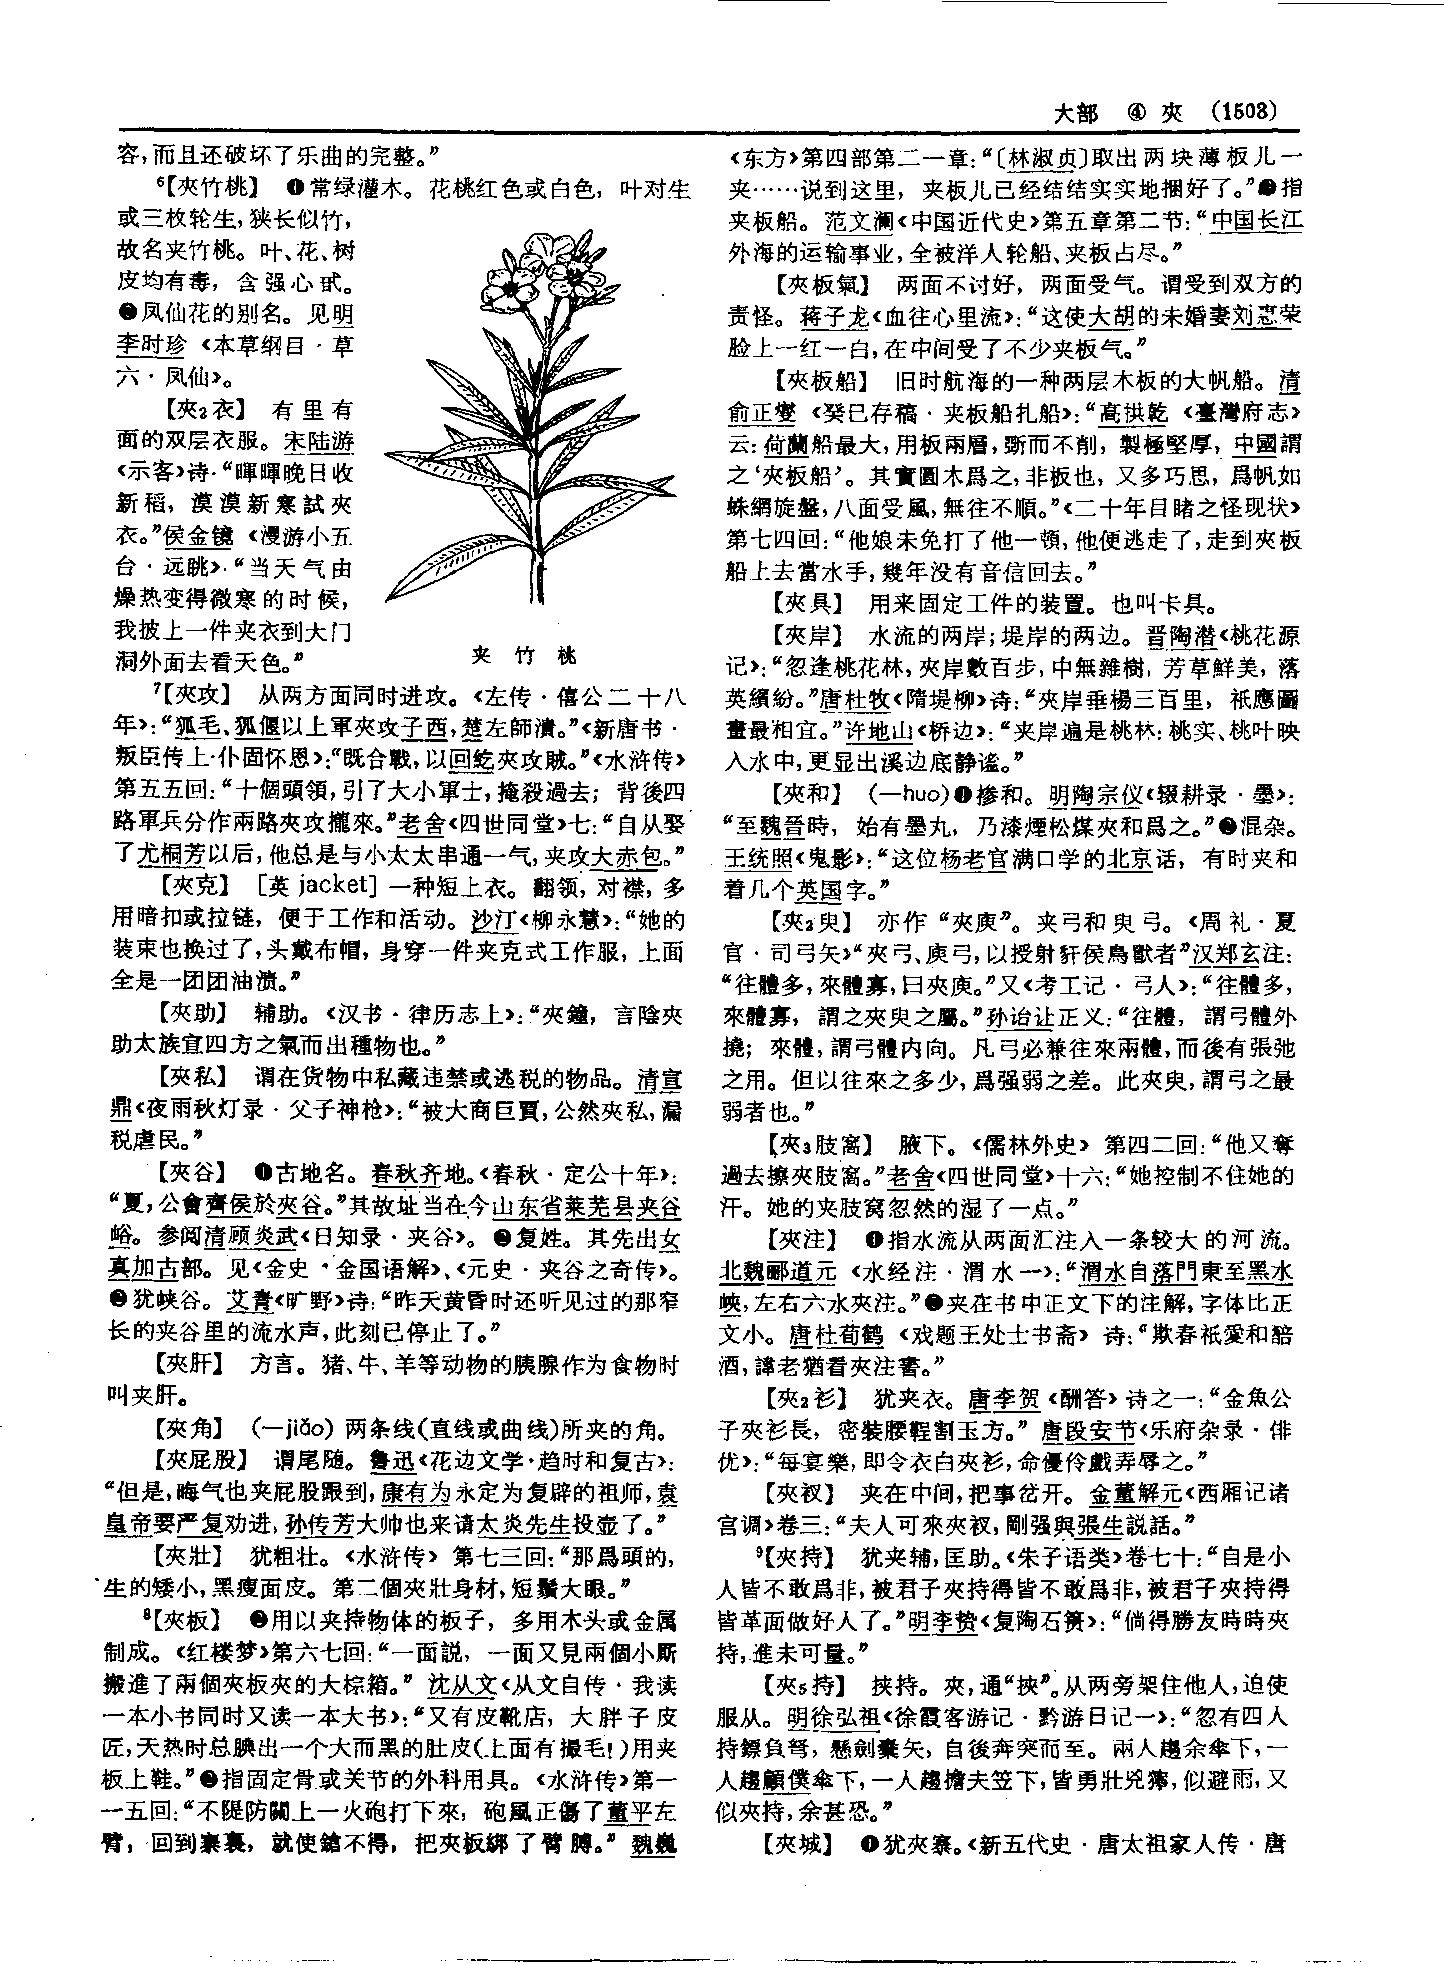 大部 ④ 夾 (1503)
容，而且还破坏了乐曲的完整。”
6【夾竹桃】 ❶常绿灌木。花桃红色或白色，叶对生
或三枚轮生，狭长似竹，
故名夹竹桃。叶、花、树
皮均有毒，含强心甙。
❷凤仙花的别名。见明
李时珍《本草纲目·草
六·凤仙》。
【夾2衣】 有里有
面的双层衣服。宋陆游
《示客》诗：“暉暉晚日收
新稻，漠漠新寒試夾
衣。”侯金镜《漫游小五
台·远眺》：“当天气由
燥热变得微寒的时候，
我披上一件夹衣到大门
洞外面去看天色。”
夹竹桃
7【夾攻】 从两方面同时进攻。《左传·僖公二十八
年》：“狐毛、狐偃以上軍夾攻子西，楚左師潰。”《新唐书·
叛臣传上·仆固怀恩》：“既合戰，以回紇夾攻賊。”《水浒传》
第五五回：“十個頭領，引了大小軍士，掩殺過去；背後四
路軍兵分作兩路夾攻攏來。”老舍《四世同堂》七：“自从娶
了尤桐芳以后，他总是与小太太串通一气，夹攻大赤包。”
【夾克】 [英 jacket] 一种短上衣。翻领，对襟，多
用暗扣或拉链，便于工作和活动。沙汀《柳永慧》：“她的
装束也换过了，头戴布帽，身穿一件夹克式工作服，上面
全是一团团油渍。”
【夾助】 辅助。《汉书·律历志上》：“夾鐘，言陰夾
助太族宣四方之氣而出種物也。”
【夾私】 谓在货物中私藏违禁或逃税的物品。清宣
鼎《夜雨秋灯录·父子神枪》：“被大商巨賈，公然夾私，漏
税虐民。”
【夾谷】 ❶古地名。春秋齐地。《春秋·定公十年》：
“夏，公會齊侯於夾谷。”其故址当在今山东省莱芜县夹谷
峪。参阅清顾炎武《日知录·夹谷》。❷复姓。其先出女
真加古部。见《金史·金国语解》、《元史·夹谷之奇传》。
❸犹峡谷。艾青《旷野》诗：“昨天黄昏时还听见过的那窄
长的夹谷里的流水声，此刻已停止了。”
【夾肝】 方言。猪、牛、羊等动物的胰腺作为食物时
叫夹肝。
【夾角】 (一jiǎo) 两条线(直线或曲线)所夹的角。
【夾屁股】 谓尾随。鲁迅《花边文学·趋时和复古》：
“但是，晦气也夹屁股跟到，康有为永定为复辟的祖师，袁
皇帝要严复劝进，孙传芳大帅也来请太炎先生投壶了。”
【夾壯】 犹粗壮。《水浒传》第七三回：“那爲頭的，
生的矮小，黑瘦面皮。第二個夾壯身材，短鬚大眼。”
8【夾板】 ❶用以夹持物体的板子，多用木头或金属
制成。《红楼梦》第六七回：“一面説，一面又見兩個小厮
搬進了兩個夾板夾的大棕箱。” 沈从文《从文自传·我读
一本小书同时又读一本大书》：“又有皮靴店，大胖子皮
匠，天热时总腆出一个大而黑的肚皮(上面有撮毛！)用夹
板上鞋。”❷指固定骨或关节的外科用具。《水浒传》第一
一五回：“不隄防關上一火砲打下來，砲風正傷了董平左
臂，回到寨裏，就使鎗不得，把夾板綁了臂膊。” 魏巍
《东方》第四部第二一章：“〔林淑贞〕取出两块薄板儿一
夹……说到这里，夹板儿已经结结实实地捆好了。”❸指
夹板船。范文澜《中国近代史》第五章第二节：“中国长江
外海的运输事业，全被洋人轮船、夹板占尽。”
【夾板氣】 两面不讨好，两面受气。谓受到双方的
责怪。蒋子龙《血往心里流》：“这使大胡的未婚妻刘惪荣
脸上一红一白，在中间受了不少夹板气。”
【夾板船】 旧时航海的一种两层木板的大帆船。清
俞正燮《癸巳存稿·夹板船扎船》：“高拱乾《臺灣府志》
云：荷蘭船最大，用板兩層，斲而不削，製極堅厚，中國謂
之‘夾板船’。其實圓木爲之，非板也，又多巧思，爲帆如
蛛網旋盤，八面受風，無往不順。”《二十年目睹之怪现状》
第七四回：“他娘未免打了他一頓，他便逃走了，走到夾板
船上去當水手，幾年没有音信回去。”
【夾具】 用来固定工件的装置。也叫卡具。
【夾岸】 水流的两岸；堤岸的两边。晋陶潜《桃花源
记》：“忽逢桃花林，夾岸數百步，中無雜樹，芳草鮮美，落
英繽紛。”唐杜牧《隋堤柳》诗：“夾岸垂楊三百里，祇應圖
畫最相宜。”许地山《桥边》：“夹岸遍是桃林：桃实、桃叶映
入水中，更显出溪边底静谧。”
【夾和】 (一huo)❶掺和。明陶宗仪《辍耕录·墨》：
“至魏晉時，始有墨丸，乃漆煙松煤夾和爲之。”❷混杂。
王统照《鬼影》：“这位杨老官满口学的北京话，有时夹和
着几个英国字。”
【夾2臾】 亦作“夾庾”。夹弓和臾弓。《周礼·夏
官·司弓矢》“夾弓、庾弓，以授射豻侯鳥獸者”汉郑玄注：
“往體多，來體寡，曰夾庾。”又《考工记·弓人》：“往體多，
來體寡，謂之夾臾之屬。”孙诒让正义：“往體，謂弓體外
撓；來體，謂弓體内向。凡弓必兼往來兩體，而後有張弛
之用。但以往來之多少，爲强弱之差。此夾臾，謂弓之最
弱者也。”
【夾3肢窩】 腋下。《儒林外史》第四二回：“他又奪
過去擦夾肢窩。”老舍《四世同堂》十六：“她控制不住她的
汗。她的夹肢窝忽然的湿了一点。”
【夾注】 ❶指水流从两面汇注入一条较大的河流。
北魏郦道元《水经注·渭水一》：“渭水自落門東至黑水
峽，左右六水夾注。”❷夹在书中正文下的注解，字体比正
文小。唐杜荀鹤《戏题王处士书斋》诗：“欺春祇愛和醅
酒，諱老猶看夾注書。”
【夾2衫】 犹夹衣。唐李贺《酬答》诗之一：“金魚公
子夾衫長，密裝腰鞓割玉方。” 唐段安节《乐府杂录·俳
优》：“每宴樂，即令衣白夾衫，命優伶戲弄辱之。”
【夾衩】 夹在中间，把事岔开。金董解元《西厢记诸
宫调》卷三：“夫人可來夾衩，剛强與張生説話。”
9【夾持】 犹夹辅，匡助。《朱子语类》卷七十：“自是小
人皆不敢爲非，被君子夾持得皆不敢爲非，被君子夾持得
皆革面做好人了。”明李贽《复陶石篑》：“倘得勝友時時夾
持，進未可量。”
【夾5持】 挟持。夾，通“挾”。从两旁架住他人，迫使
服从。明徐弘祖《徐霞客游记·黔游日记一》：“忽有四人
持鏢負弩，懸劍橐矢，自後奔突而至。兩人趨余傘下，一
人趨顧僕傘下，一人趨擔夫笠下，皆勇壯兇獰，似避雨，又
似夾持，余甚恐。”
【夾城】 ❶犹夾寨。《新五代史·唐太祖家人传·唐